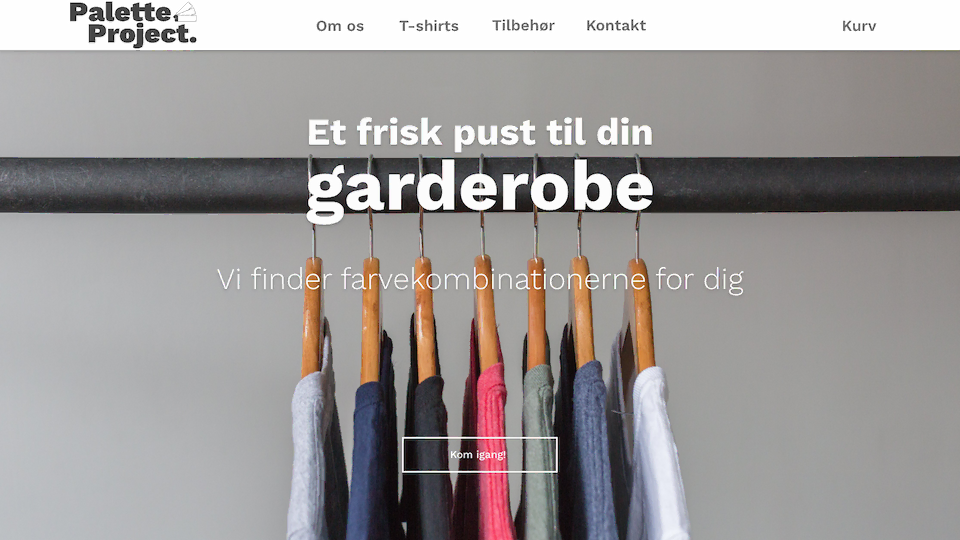 Palette.
Project.
Om os
T-shirts
Tilbehør
Kontakt
Kurv
Et frisk pust til din
garderobe
Vi finder farvekombinationerne for dig
Kom igang!